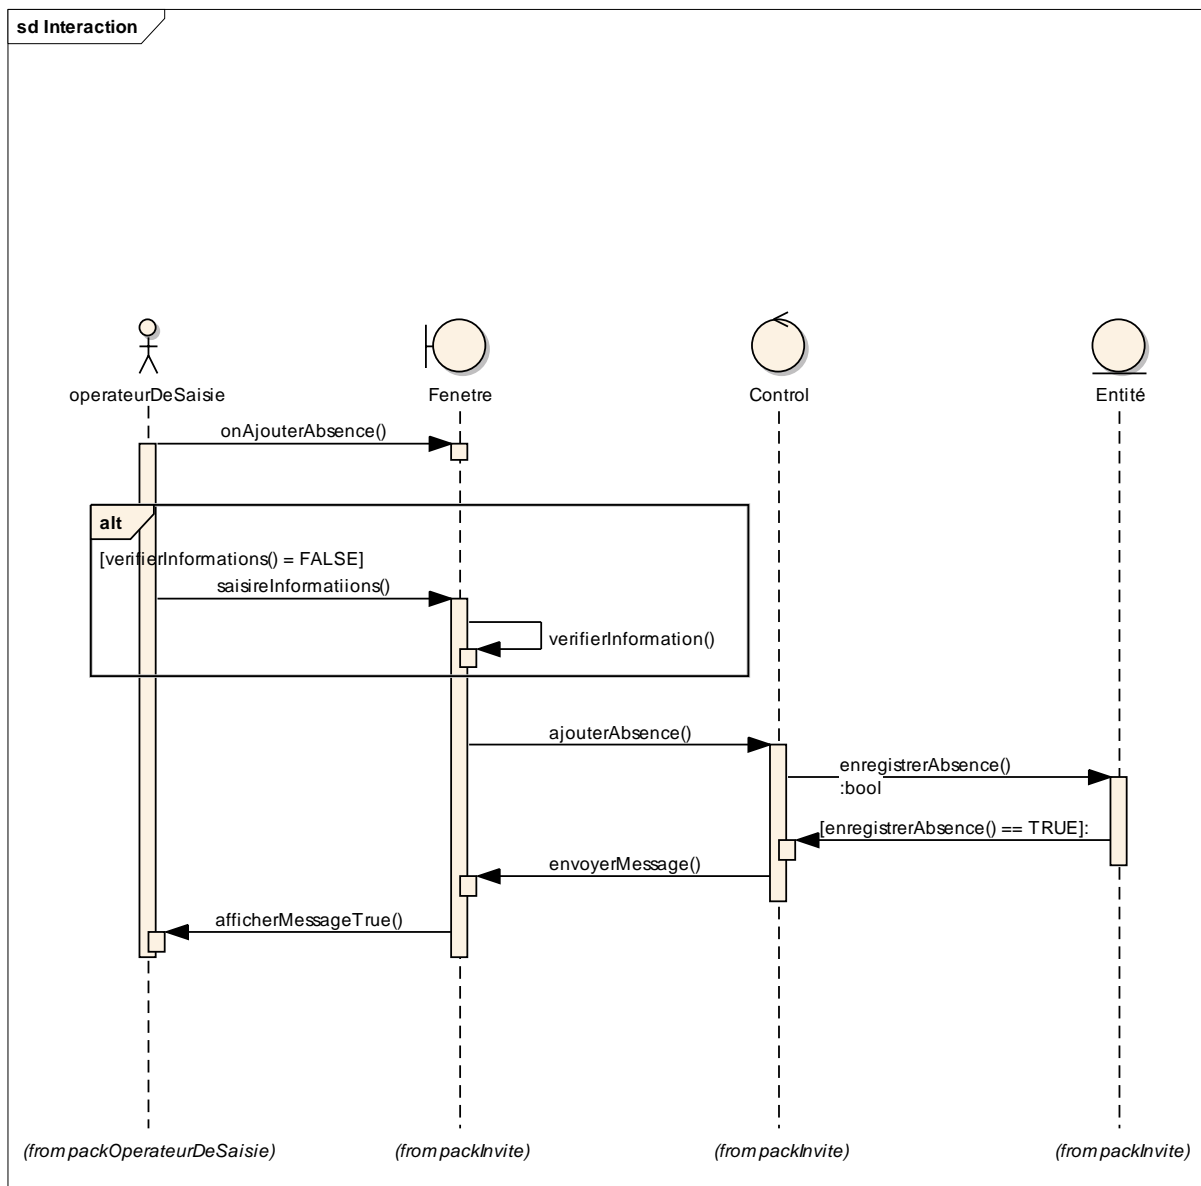 sd Interaction
operateurDeSaisie
Fenetre
Control
Entité
onAjouterAbsence()
alt
[verifierInformations() = FALSE]
saisireInformatiions()
verifierInformation()
ajouterAbsence()
enregistrerAbsence()
:bool
[enregistrerAbsence() == TRUE]:
envoyerMessage()
afficherMessageTrue()
(from packOperateurDeSaisie)
(from packInvite)
(from packInvite)
(from packInvite)